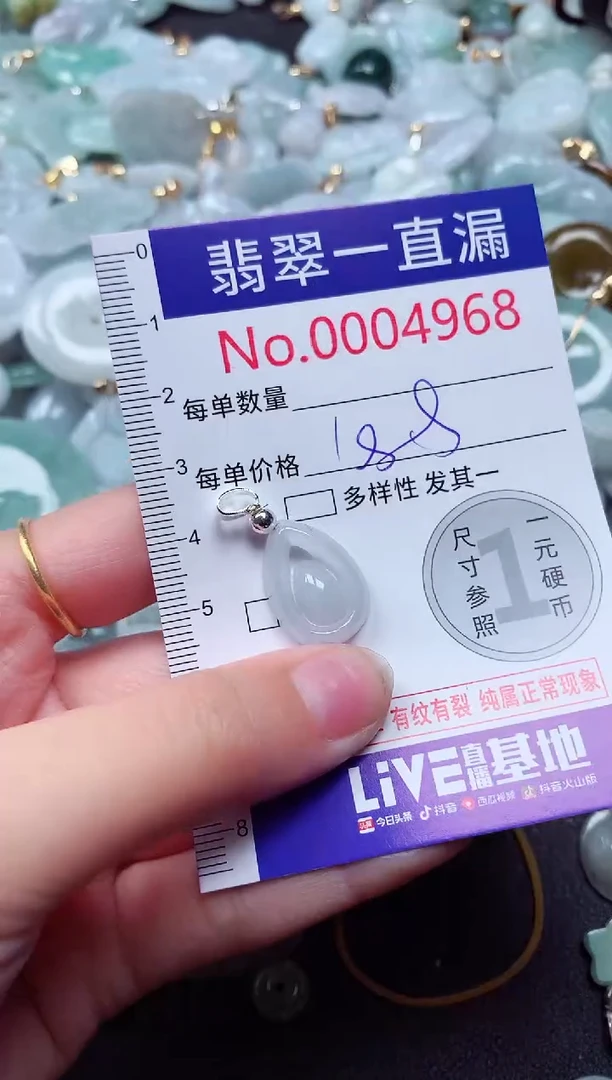 0
翡翠一直漏
1
No.0004968
2
每单数量
3
每单价格 188
多样性 发其一
4
尺寸参照
1
一元硬币
5
有纹有裂 纯属正常现象
LiVE直播基地
头条 今日头条 抖音 西瓜视频 抖音火山版
8